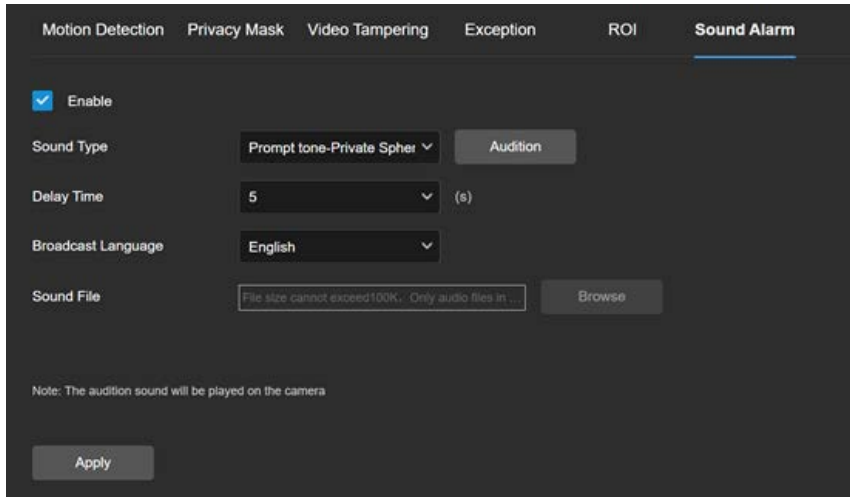 Motion Detection Privacy Mask Video Tampering Exception ROI Sound Alarm
Enable
Sound Type Prompt tone-Private Spher Audition
Delay Time 5 (s)
Broadcast Language English
Sound File File size cannot exceed100K，Only audio files in ... Browse
Note: The audition sound will be played on the camera
Apply